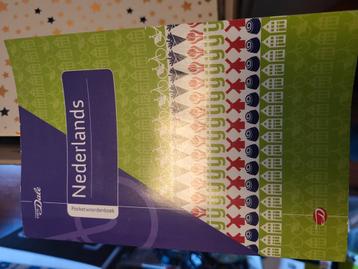 van Dale
Pocketwoordenboek
Nederlands